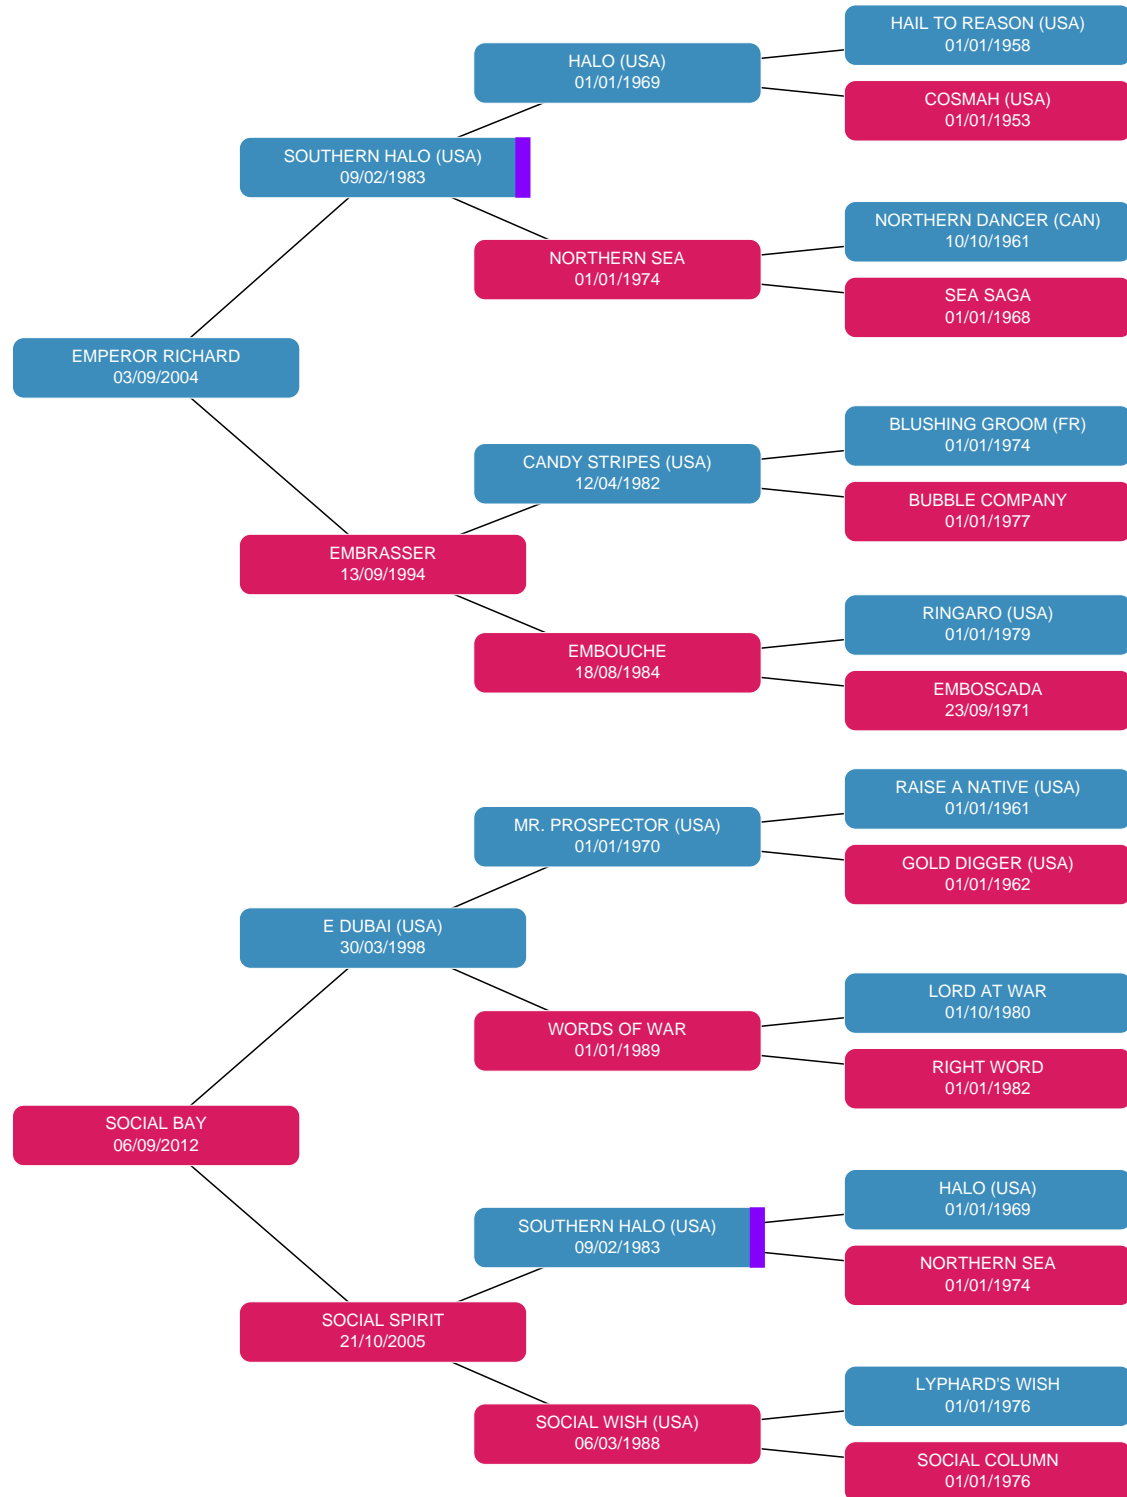 HAIL TO REASON (USA)
01/01/1958
HALO (USA)
01/01/1969
COSMAH (USA)
01/01/1953
SOUTHERN HALO (USA)
09/02/1983
NORTHERN DANCER (CAN)
10/10/1961
NORTHERN SEA
01/01/1974
SEA SAGA
01/01/1968
EMPEROR RICHARD
03/09/2004
BLUSHING GROOM (FR)
01/01/1974
CANDY STRIPES (USA)
12/04/1982
BUBBLE COMPANY
01/01/1977
EMBRASSER
13/09/1994
RINGARO (USA)
01/01/1979
EMBOUCHE
18/08/1984
EMBOSCADA
23/09/1971
RAISE A NATIVE (USA)
01/01/1961
MR. PROSPECTOR (USA)
01/01/1970
GOLD DIGGER (USA)
01/01/1962
E DUBAI (USA)
30/03/1998
LORD AT WAR
01/10/1980
WORDS OF WAR
01/01/1989
RIGHT WORD
01/01/1982
SOCIAL BAY
06/09/2012
HALO (USA)
01/01/1969
SOUTHERN HALO (USA)
09/02/1983
NORTHERN SEA
01/01/1974
SOCIAL SPIRIT
21/10/2005
LYPHARD'S WISH
01/01/1976
SOCIAL WISH (USA)
06/03/1988
SOCIAL COLUMN
01/01/1976